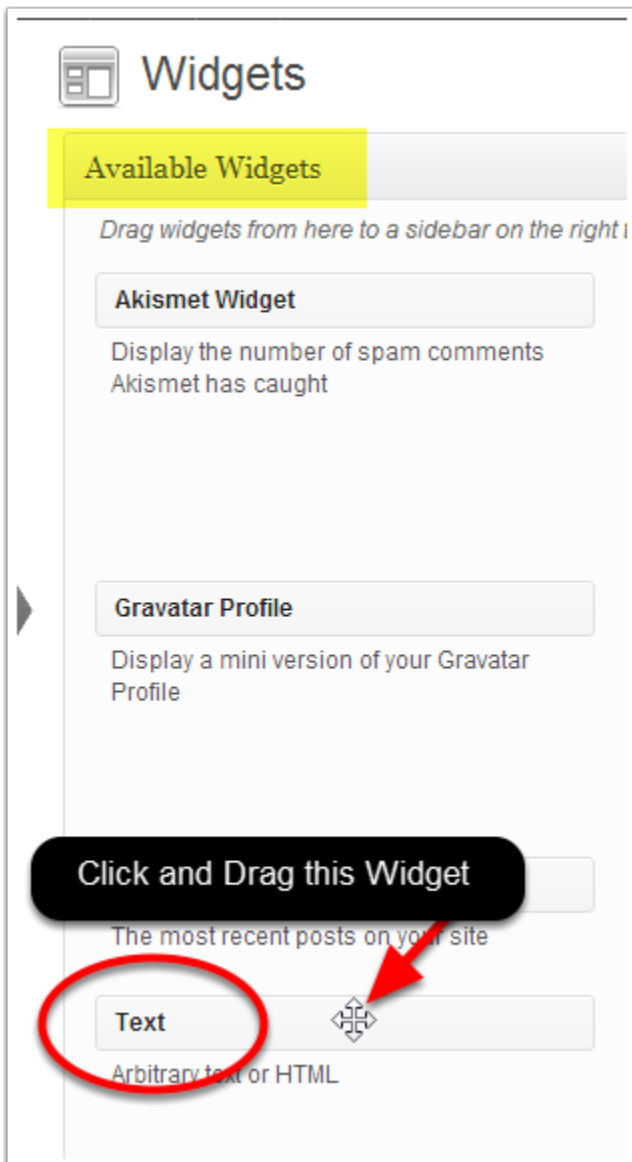 Widgets
Available Widgets
Drag widgets from here to a sidebar on the right
Akismet Widget
Display the number of spam comments
Akismet has caught
Gravatar Profile
Display a mini version of your Gravatar
Profile
Click and Drag this Widget
The most recent posts on your site
Text
Arbitrary text or HTML